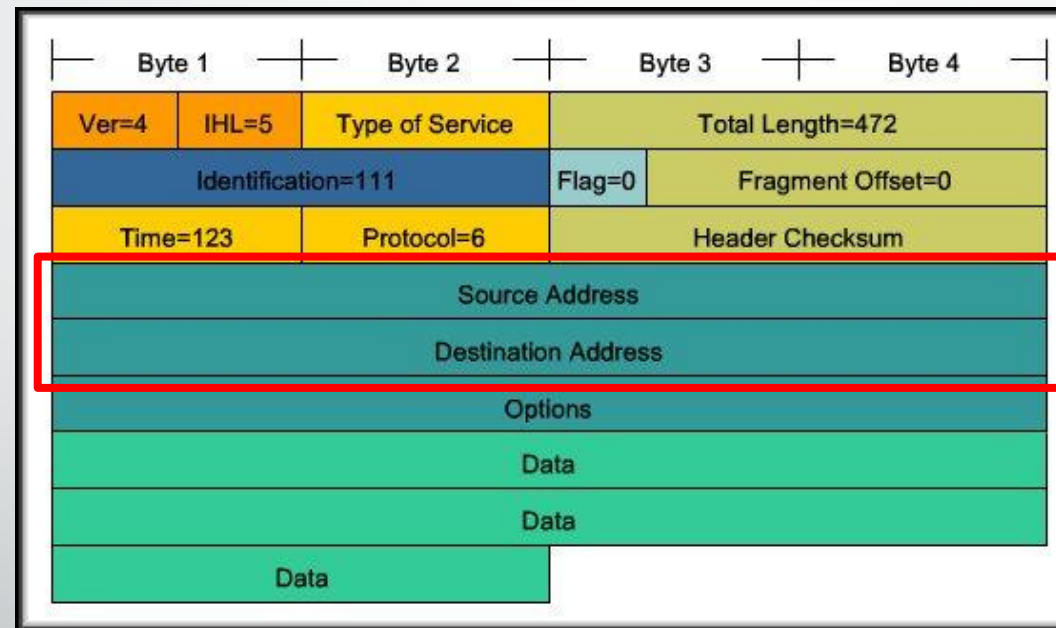 Byte 1 Byte 2 Byte 3 Byte 4
Ver=4 IHL=5 Type of Service Total Length=472
Identification=111 Flag=0 Fragment Offset=0
Time=123 Protocol=6 Header Checksum
Source Address
Destination Address
Options
Data
Data
Data